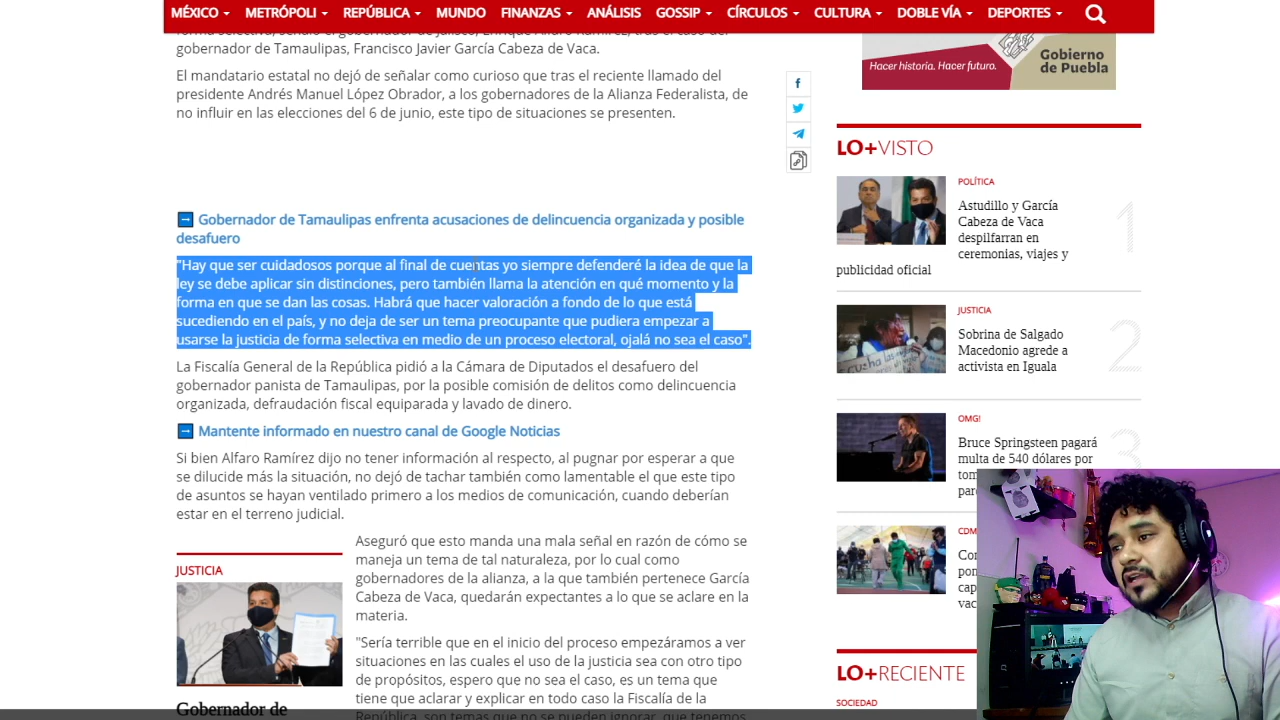 MÉXICO METRÓPOLI REPÚBLICA MUNDO FINANZAS ANÁLISIS GOSSIP CÍRCULOS CULTURA DOBLE VÍA DEPORTES
forma selectiva, señaló el gobernador de Jalisco, Enrique Alfaro Ramírez, tras el caso del
gobernador de Tamaulipas, Francisco Javier García Cabeza de Vaca.
El mandatario estatal no dejó de señalar como curioso que tras el reciente llamado del
presidente Andrés Manuel López Obrador, a los gobernadores de la Alianza Federalista, de
no influir en las elecciones del 6 de junio, este tipo de situaciones se presenten.
Gobernador de Tamaulipas enfrenta acusaciones de delincuencia organizada y posible
desafuero
"Hay que ser cuidadosos porque al final de cuentas yo siempre defenderé la idea de que la
ley se debe aplicar sin distinciones, pero también llama la atención en qué momento y la
forma en que se dan las cosas. Habrá que hacer valoración a fondo de lo que está
sucediendo en el país, y no deja de ser un tema preocupante que pudiera empezar a
usarse la justicia de forma selectiva en medio de un proceso electoral, ojalá no sea el caso".
La Fiscalía General de la República pidió a la Cámara de Diputados el desafuero del
gobernador panista de Tamaulipas, por la posible comisión de delitos como delincuencia
organizada, defraudación fiscal equiparada y lavado de dinero.
Mantente informado en nuestro canal de Google Noticias
Si bien Alfaro Ramírez dijo no tener información al respecto, al pugnar por esperar a que
se dilucide más la situación, no dejó de tachar también como lamentable el que este tipo
de asuntos se hayan ventilado primero a los medios de comunicación, cuando deberían
estar en el terreno judicial.
JUSTICIA
Gobernador de
Aseguró que esto manda una mala señal en razón de cómo se
maneja un tema de tal naturaleza, por lo cual como
gobernadores de la alianza, a la que también pertenece García
Cabeza de Vaca, quedarán expectantes a lo que se aclare en la
materia.
"Sería terrible que en el inicio del proceso empezáramos a ver
situaciones en las cuales el uso de la justicia sea con otro tipo
de propósitos, espero que no sea el caso, es un tema que
tiene que aclarar y explicar en todo caso la Fiscalía de la
República, son temas que no se pueden ignorar, que tenemos
Hacer historia. Hacer futuro.
Gobierno
de Puebla
LO+VISTO
POLÍTICA
Astudillo y García
Cabeza de Vaca
despilfarran en
ceremonias, viajes y
publicidad oficial
1
JUSTICIA
Sobrina de Salgado
Macedonio agrede a
activista en Iguala
2
OMG!
Bruce Springsteen pagará
multa de 540 dólares por
tom
par
3
CDM
Con
pon
cap
vac
LO+RECIENTE
SOCIEDAD